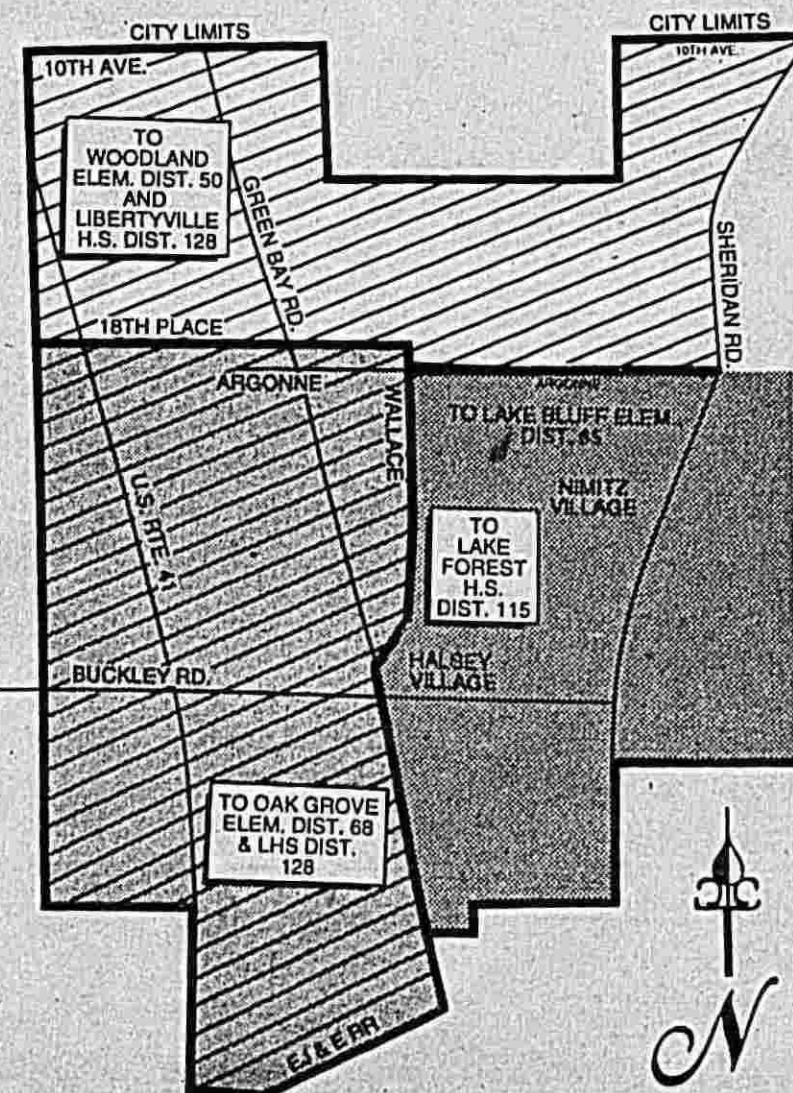 CITY LIMITS
CITY LIMITS
10TH AVE.
10TH AVE.
TO
WOODLAND
ELEM. DIST. 50
AND
LIBERTYVILLE
H.S. DIST. 128
GREEN BAY RD.
SHERIDAN RD.
18TH PLACE
ARGONNE
ARGONNE
WALLACE
TO LAKE BLUFF ELEM.
DIST. 65
U.S. RTE. 41
NIMITZ
VILLAGE
TO
LAKE
FOREST
H.S.
DIST. 115
BUCKLEY RD.
HALSEY
VILLAGE
TO OAK GROVE
ELEM. DIST. 68
& LHS DIST.
128
EJ & E RR
N